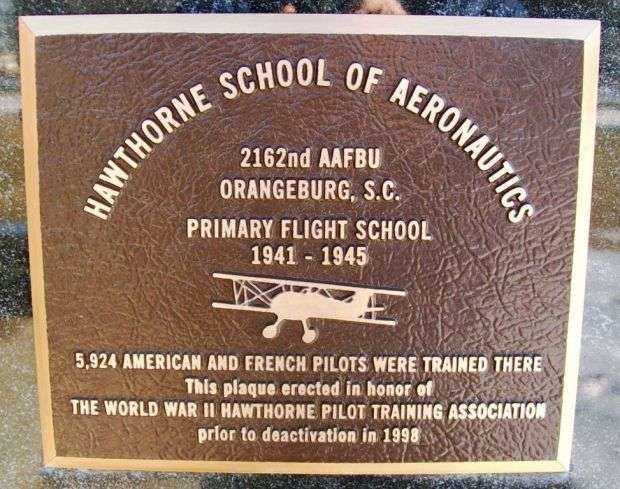 HAWTHORNE SCHOOL OF AERONAUTICS
2162nd AAFBU
ORANGEBURG, S.C.
PRIMARY FLIGHT SCHOOL
1941 - 1945
5,924 AMERICAN AND FRENCH PILOTS WERE TRAINED THERE
This plaque erected in honor of
THE WORLD WAR II HAWTHORNE PILOT TRAINING ASSOCIATION
prior to deactivation in 1998